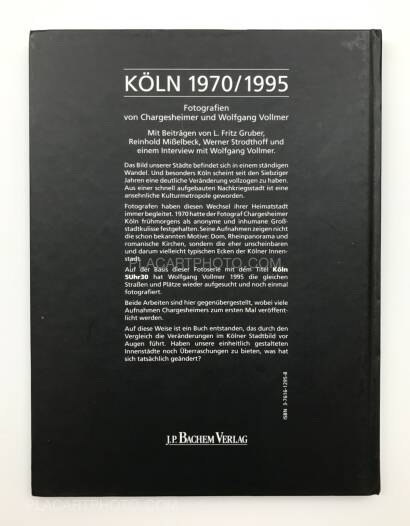 KÖLN 1970/1995
Fotografien
von Chargesheimer und Wolfgang Vollmer
Mit Beiträgen von L. Fritz Gruber,
Reinhold Mißelbeck, Werner Strodthoff und
einem Interview mit Wolfgang Vollmer.
Das Bild unserer Städte befindet sich in einem ständigen
Wandel. Und besonders Köln scheint seit den Siebziger
Jahren eine deutliche Veränderung vollzogen zu haben.
Aus einer schnell aufgebauten Nachkriegsstadt ist eine
ansehnliche Kulturmetropole geworden.
Fotografen haben diesen Wechsel ihrer Heimatstadt
immer begleitet. 1970 hatte der Fotograf Chargesheimer
Köln frühmorgens als anonyme und inhumane Groß-
stadtkulisse festgehalten. Seine Aufnahmen zeigen nicht
die schon bekannten Motive: Dom, Rheinpanorama und
romanische Kirchen, sondern die eher unscheinbaren
und darum vielleicht typischen Ecken der Kölner Innen-
stadt.
PLACARTPHOTO.COM
Auf der Basis dieser Fotoserie mit dem Titel Köln
5Uhr30 hat Wolfgang Vollmer 1995 die gleichen
Straßen und Plätze wieder aufgesucht und noch einmal
fotografiert.
Beide Arbeiten sind hier gegenübergestellt, wobei viele
Aufnahmen Chargesheimers zum ersten Mal veröffent-
licht werden.
Auf diese Weise ist ein Buch entstanden, das durch den
Vergleich die Veränderungen im Kölner Stadtbild vor
Augen führt. Haben unsere einheitlich gestalteten
Innenstädte noch Überraschungen zu bieten, was hat
sich tatsächlich geändert?
ISBN 3-7616-1295-8
J.P. BACHEM VERLAG
PLACARTPHOTO.COM